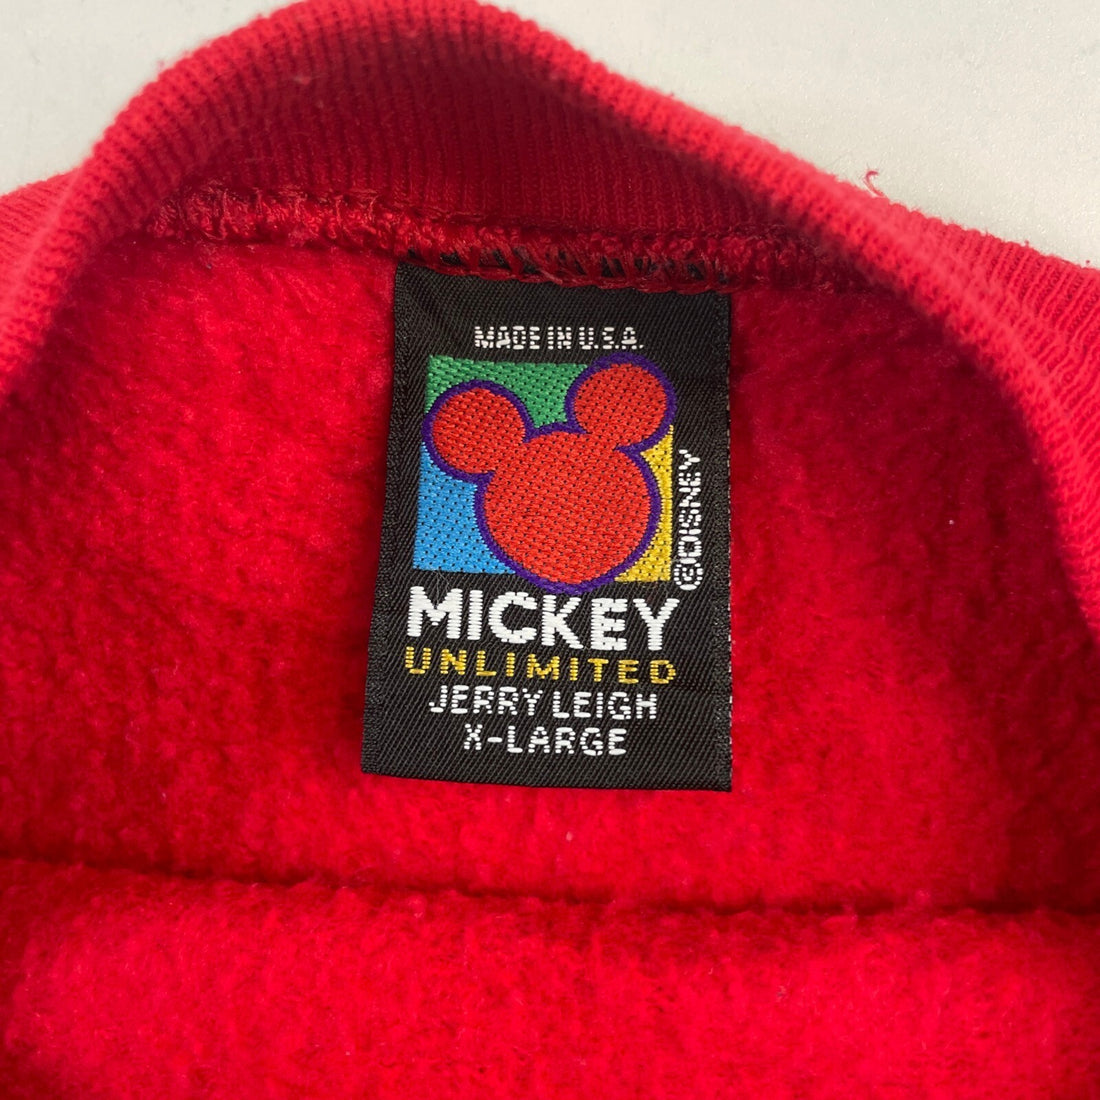 MADE IN U.S.A.
©DISNEY
MICKEY
UNLIMITED
JERRY LEIGH
X-LARGE